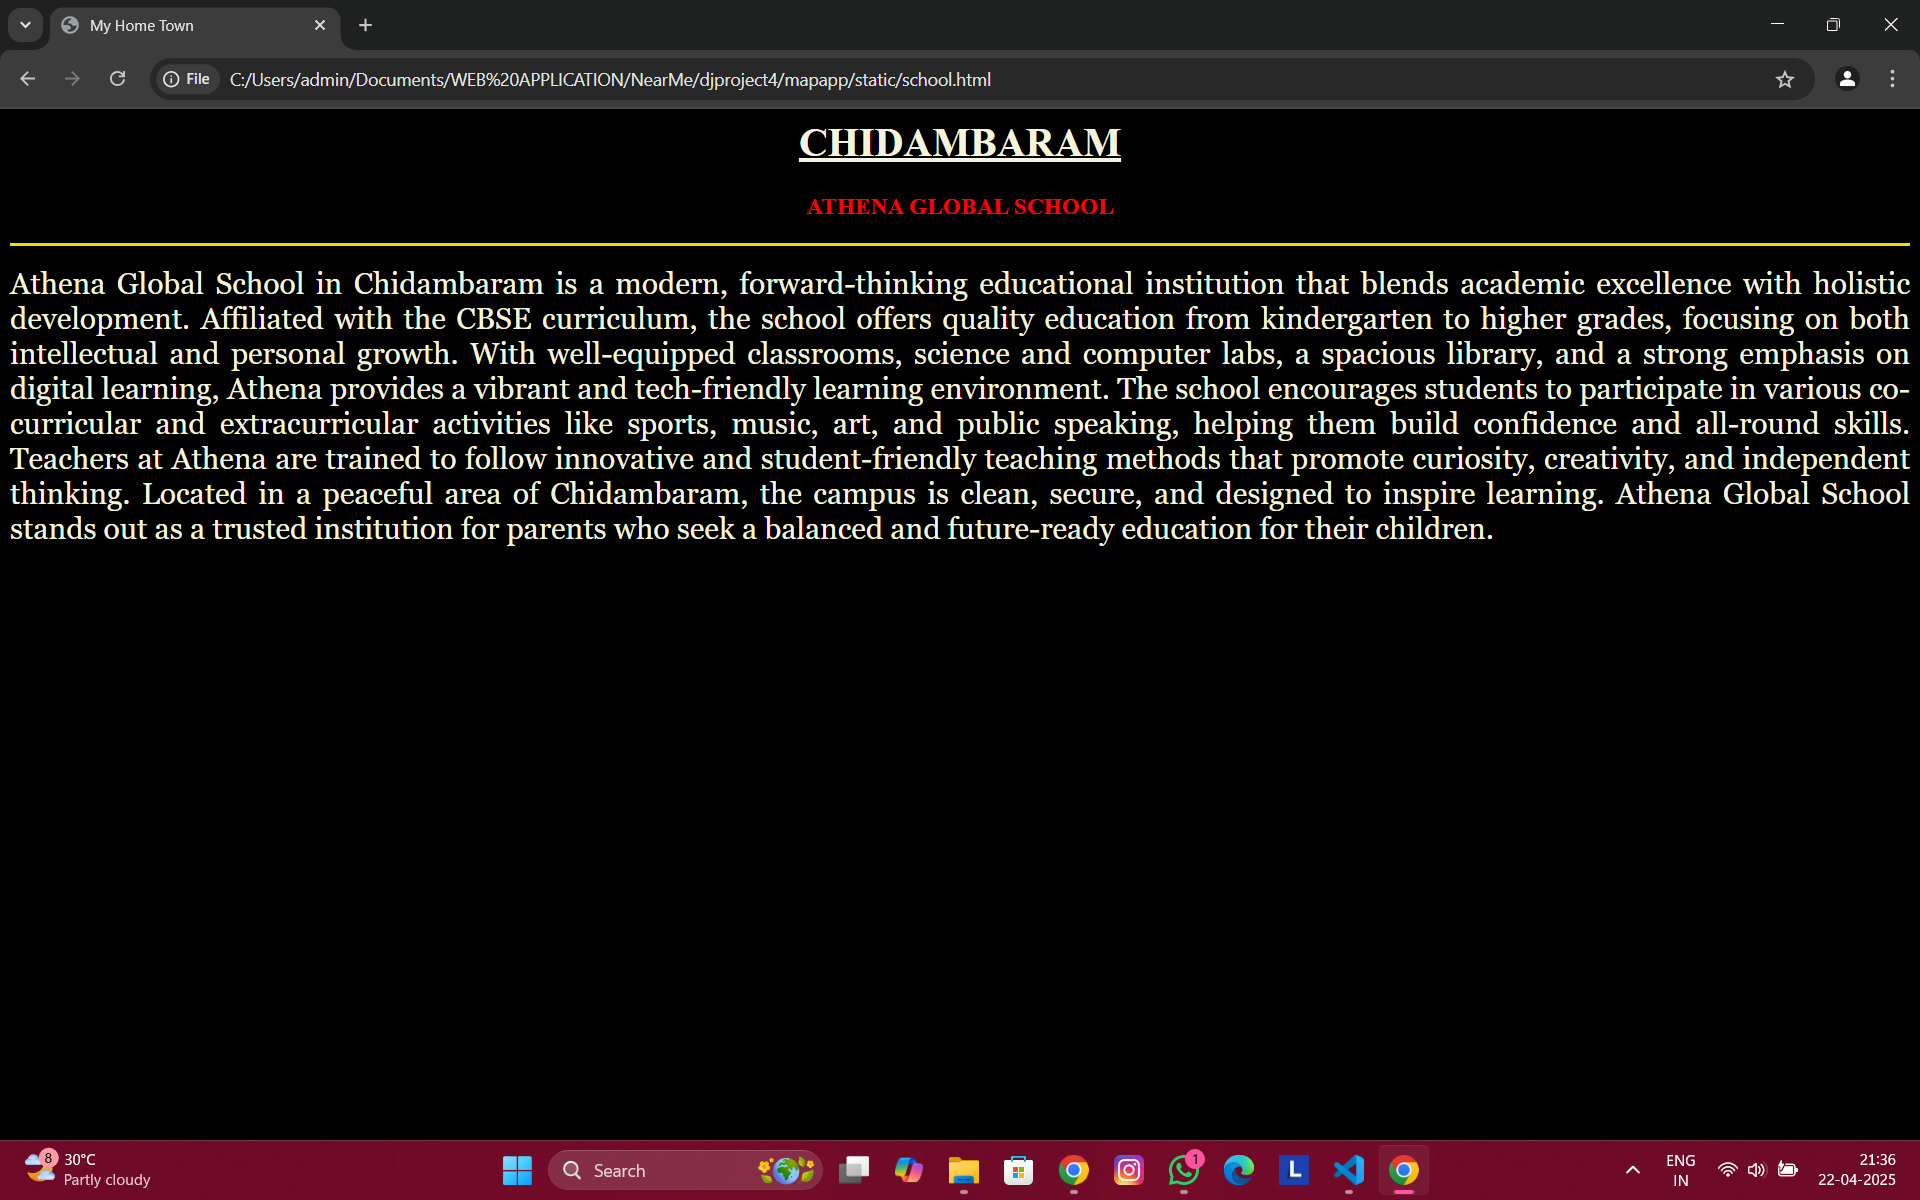 My Home Town
File
C:/Users/admin/Documents/WEB%20APPLICATION/NearMe/djproject4/mapapp/static/school.html
CHIDAMBARAM
ATHENA GLOBAL SCHOOL
Athena Global School in Chidambaram is a modern, forward-thinking educational institution that blends academic excellence with holistic
development. Affiliated with the CBSE curriculum, the school offers quality education from kindergarten to higher grades, focusing on both
intellectual and personal growth. With well-equipped classrooms, science and computer labs, a spacious library, and a strong emphasis on
digital learning, Athena provides a vibrant and tech-friendly learning environment. The school encourages students to participate in various co-
curricular and extracurricular activities like sports, music, art, and public speaking, helping them build confidence and all-round skills.
Teachers at Athena are trained to follow innovative and student-friendly teaching methods that promote curiosity, creativity, and independent
thinking. Located in a peaceful area of Chidambaram, the campus is clean, secure, and designed to inspire learning. Athena Global School
stands out as a trusted institution for parents who seek a balanced and future-ready education for their children.
8
30°C
Partly cloudy
Search
1
L
ENG
IN
21:36
22-04-2025